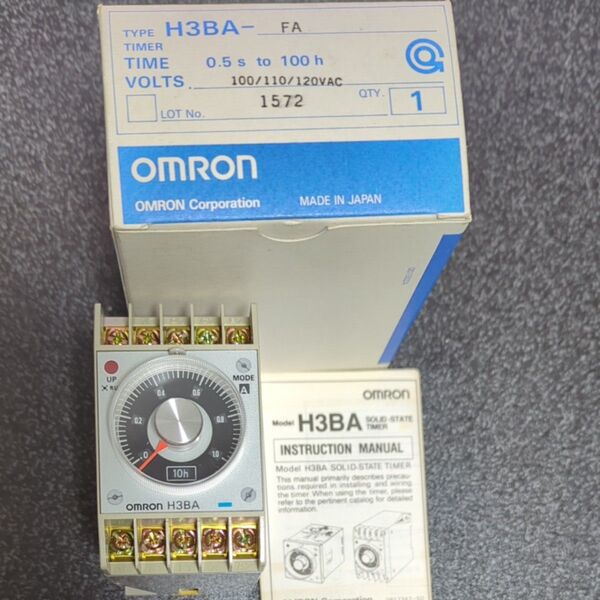 TYPE H3BA- FA
TIMER
TIME 0.5 s to 100 h
VOLTS 100/110/120VAC
LOT No. 1572 QTY. 1
OMRON
OMRON Corporation MADE IN JAPAN
UP
MODE
A
0.4 0.6
0.2 0.8
0 1.0
10h
OMRON H3BA
OMRON
Model H3BA SOLID-STATE TIMER
INSTRUCTION MANUAL
Model H3BA SOLID-STATE TIMER
This manual primarily describes precau-
tions required in installing and wiring
the timer. When using the timer, please
refer to the pertinent catalog for detailed
information.
OMRON Corporation